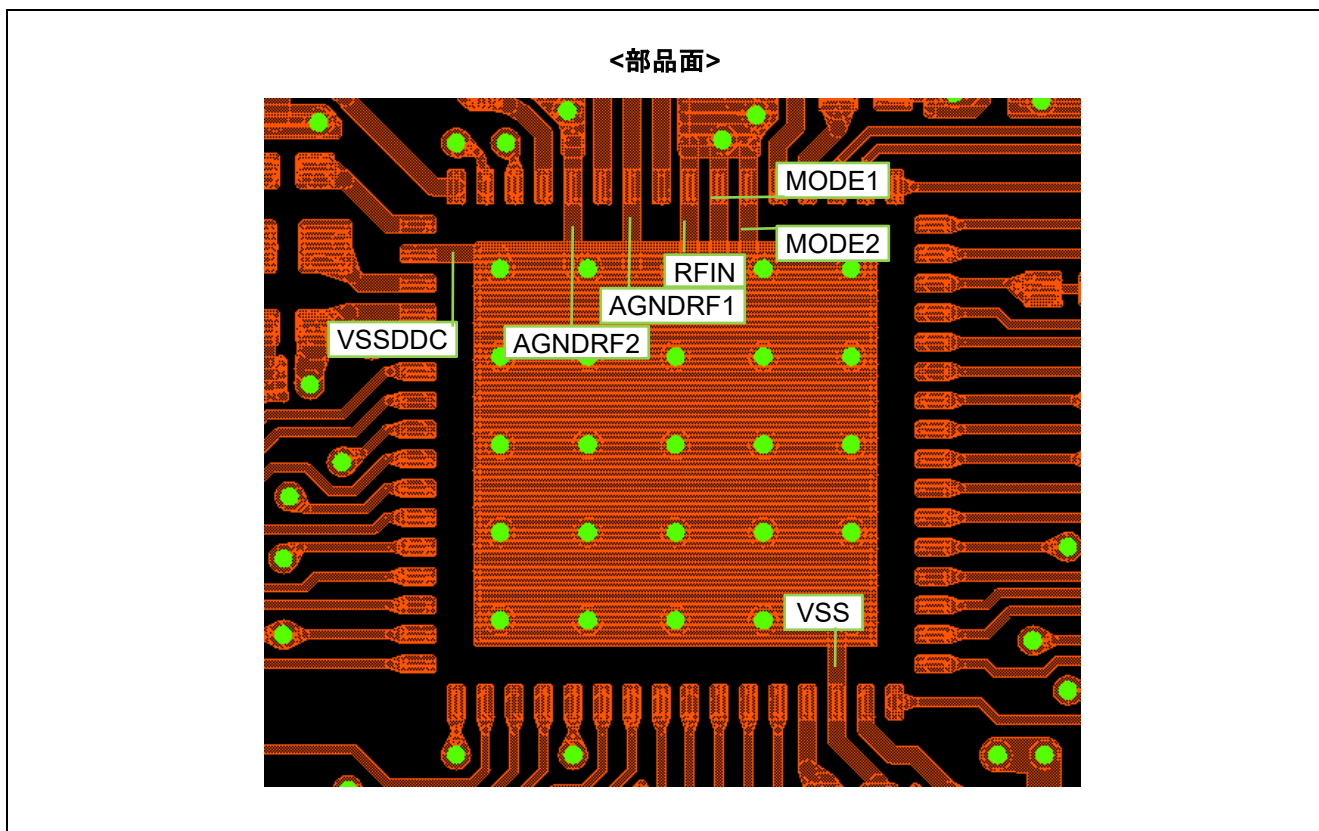 <部品面>
MODE1
MODE2
RFIN
AGNDRF1
VSSDDC
AGNDRF2
VSS